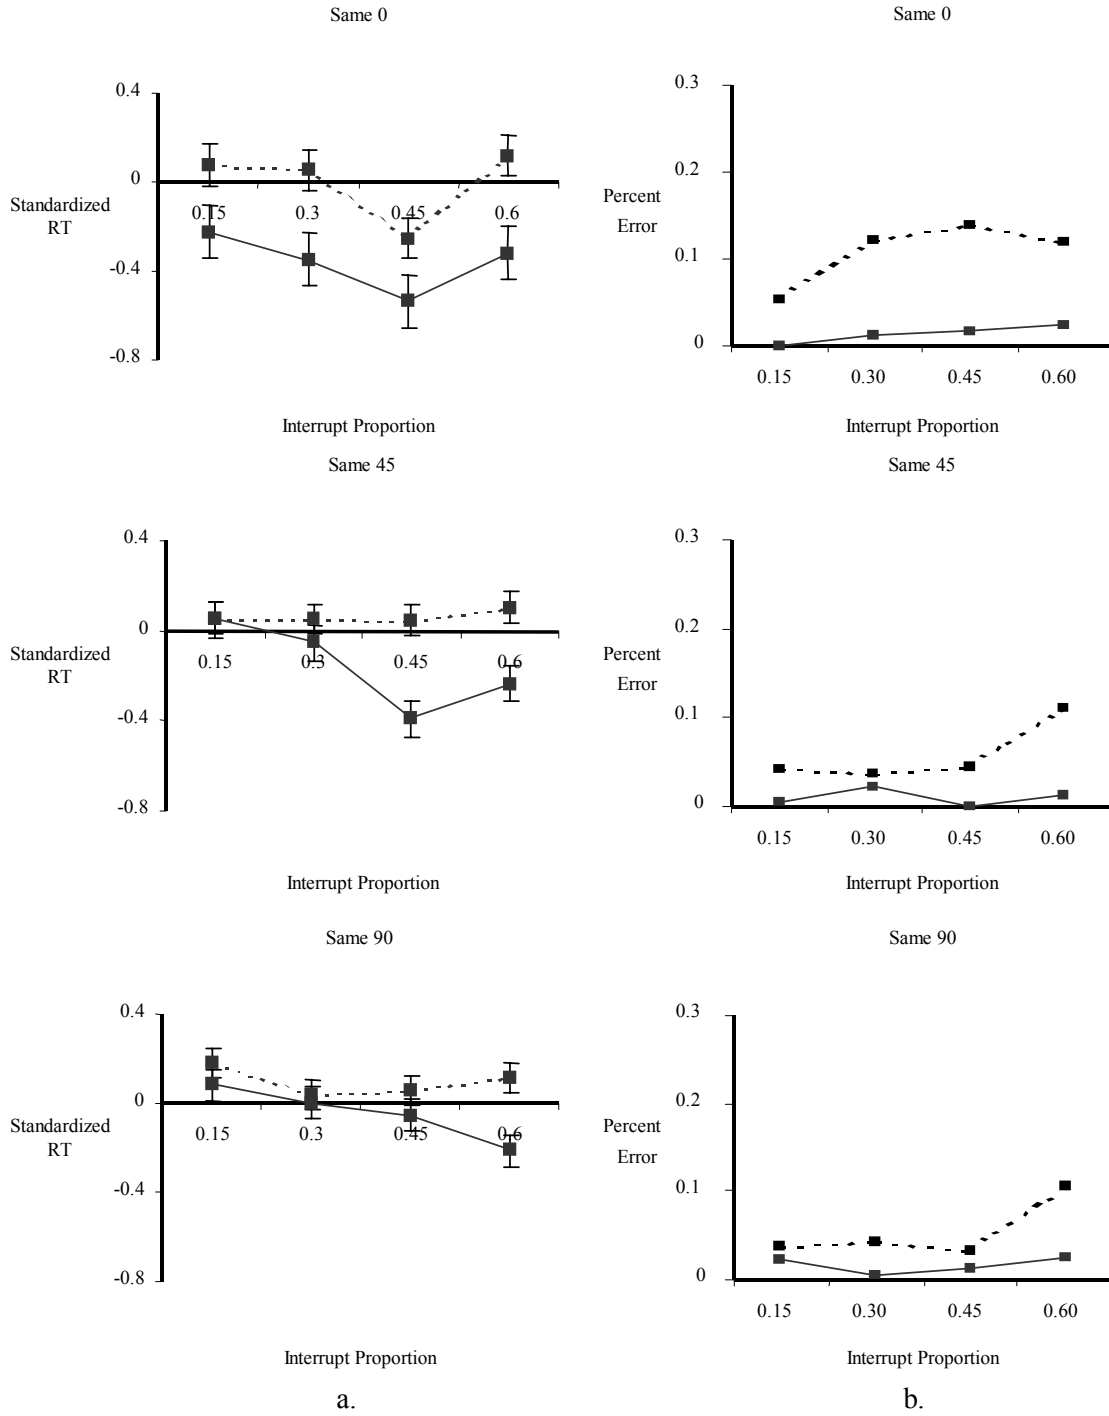 Same 0
0.4
0
-0.4
-0.8
Standardized
RT
0.15
0.3
0.45
0.6
Interrupt Proportion
Same 0
0.3
0.2
0.1
0
Percent
Error
0.15
0.30
0.45
0.60
Interrupt Proportion
Same 45
0.4
0
-0.4
-0.8
Standardized
RT
0.15
0.3
0.45
0.6
Interrupt Proportion
Same 45
0.3
0.2
0.1
0
Percent
Error
0.15
0.30
0.45
0.60
Interrupt Proportion
Same 90
0.4
0
-0.4
-0.8
Standardized
RT
0.15
0.3
0.45
0.6
Interrupt Proportion
a.
Same 90
0.3
0.2
0.1
0
Percent
Error
0.15
0.30
0.45
0.60
Interrupt Proportion
b.